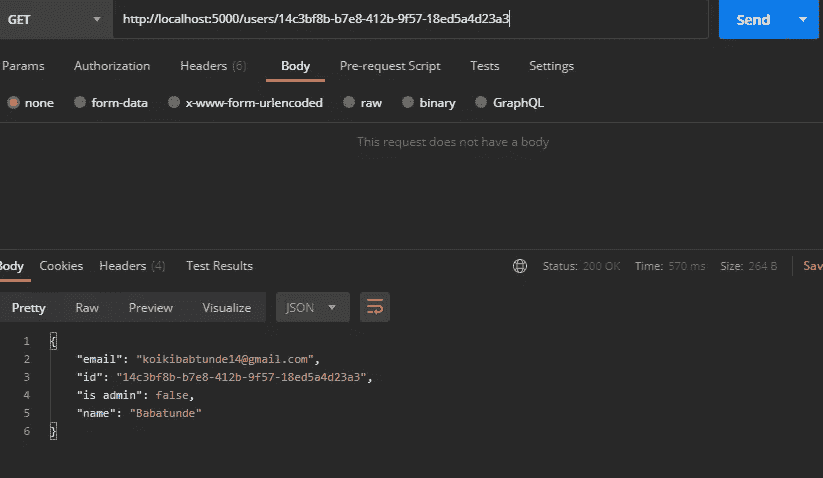 GET http://localhost:5000/users/14c3bf8b-b7e8-412b-9f57-18ed5a4d23a3 Send
Params Authorization Headers (6) Body Pre-request Script Tests Settings
none form-data x-www-form-urlencoded raw binary GraphQL
This request does not have a body
Body Cookies Headers (4) Test Results Status: 200 OK Time: 570 ms Size: 264 B Sav
Pretty Raw Preview Visualize JSON
1 {
2 "email": "koikibabtunde14@gmail.com",
3 "id": "14c3bf8b-b7e8-412b-9f57-18ed5a4d23a3",
4 "is admin": false,
5 "name": "Babatunde"
6 }